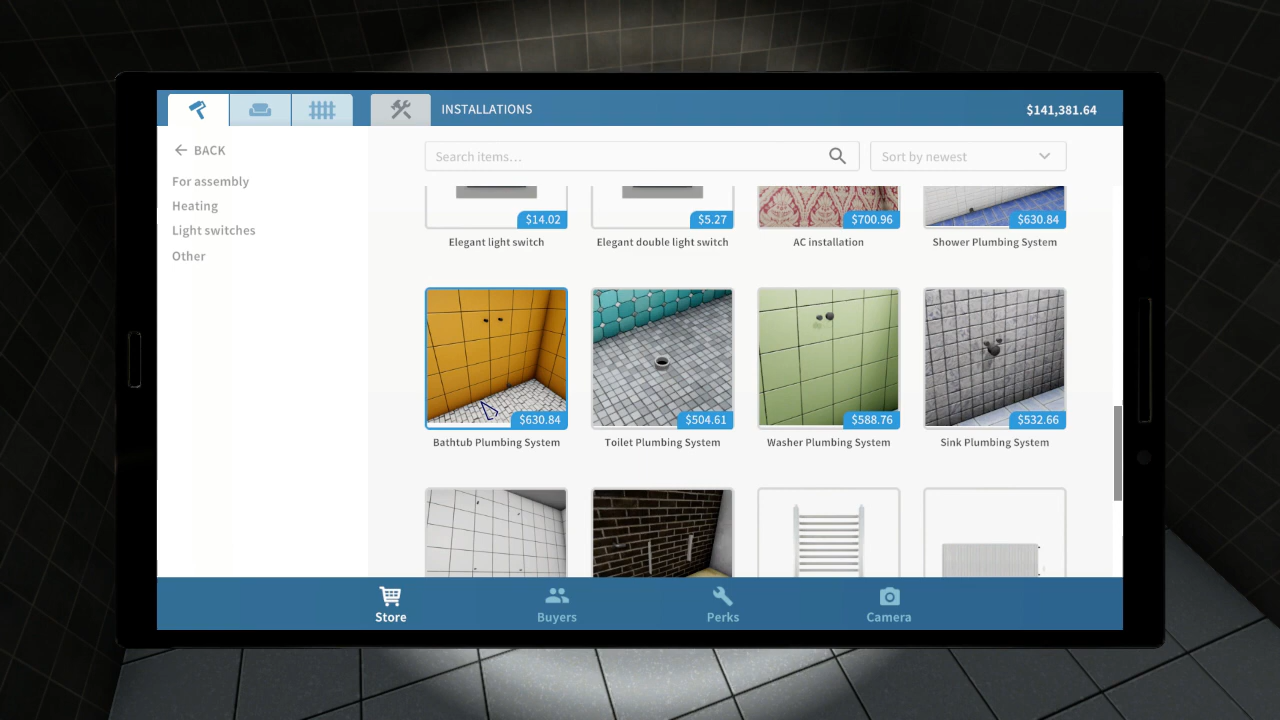 INSTALLATIONS
$141,381.64
BACK
For assembly
Heating
Light switches
Other
Search items...
Sort by newest
$14.02
$5.27
$700.96
$630.84
Elegant light switch
Elegant double light switch
AC installation
Shower Plumbing System
$630.84
$504.61
$588.76
$532.66
Bathtub Plumbing System
Toilet Plumbing System
Washer Plumbing System
Sink Plumbing System
Store
Buyers
Perks
Camera